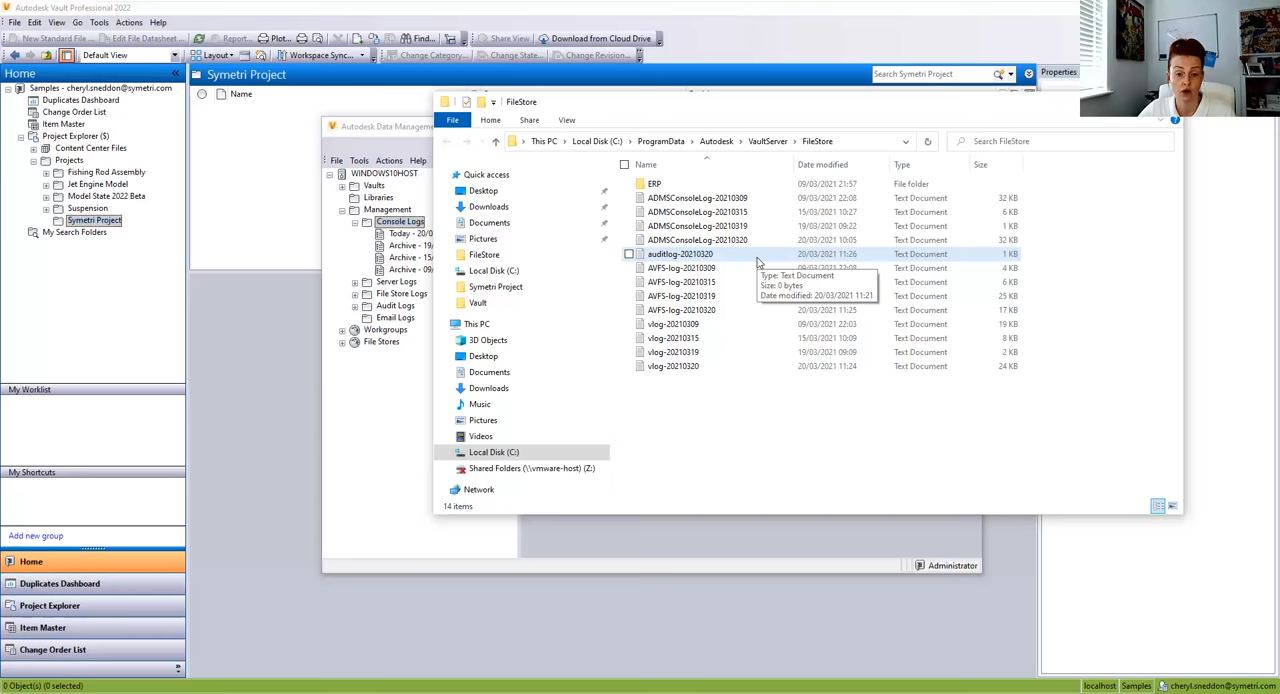 Autodesk Vault Professional 2022
File Edit View Go Tools Actions Help
New Standard File... Edit File Datasheet... Report... Plot... Find... Share View Download from Cloud Drive
Default View Layout Workspace Sync... Change Category... Change State... Change Revision...
Home
Samples - cheryl.sneddon@symetri.com
Duplicates Dashboard
Change Order List
Item Master
Project Explorer ($)
Content Center Files
Projects
Fishing Rod Assembly
Jet Engine Model
Model State 2022 Beta
Suspension
Symetri Project
My Search Folders
My Worklist
My Shortcuts
Add new group
Home
Duplicates Dashboard
Project Explorer
Item Master
Change Order List
0 Object(s) (0 selected)
Symetri Project
Search Symetri Project
Properties
Name
Autodesk Data Manageme
File Tools Actions Help
WINDOWS10HOST
Vaults
Libraries
Management
Console Logs
Today - 20/0
Archive - 19/
Archive - 15/
Archive - 09/
Server Logs
File Store Logs
Audit Logs
Email Logs
Workgroups
File Stores
Administrator
FileStore
File Home Share View
This PC Local Disk (C:) ProgramData Autodesk VaultServer FileStore
Search FileStore
Quick access
Desktop
Downloads
Documents
Pictures
FileStore
Local Disk (C:)
Symetri Project
Vault
This PC
3D Objects
Desktop
Documents
Downloads
Music
Pictures
Videos
Local Disk (C:)
Shared Folders (\\vmware-host) (Z:)
Network
14 items
Name Date modified Type Size
ERP 09/03/2021 21:57 File folder
ADMSConsoleLog-20210309 09/03/2021 22:08 Text Document 32 KB
ADMSConsoleLog-20210315 15/03/2021 10:27 Text Document 6 KB
ADMSConsoleLog-20210319 19/03/2021 09:22 Text Document 1 KB
ADMSConsoleLog-20210320 20/03/2021 10:05 Text Document 32 KB
auditlog-20210320 20/03/2021 11:26 Text Document 1 KB
AVFS-log-20210309 09/03/2021 22:08 Text Document 4 KB
AVFS-log-20210315 Text Document 6 KB
AVFS-log-20210319 Text Document 25 KB
AVFS-log-20210320 20/03/2021 11:25 Text Document 17 KB
vlog-20210309 09/03/2021 22:03 Text Document 19 KB
vlog-20210315 15/03/2021 10:09 Text Document 8 KB
vlog-20210319 19/03/2021 09:09 Text Document 2 KB
vlog-20210320 20/03/2021 11:24 Text Document 24 KB
Type: Text Document
Size: 0 bytes
Date modified: 20/03/2021 11:21
localhost Samples cheryl.sneddon@symetri.com